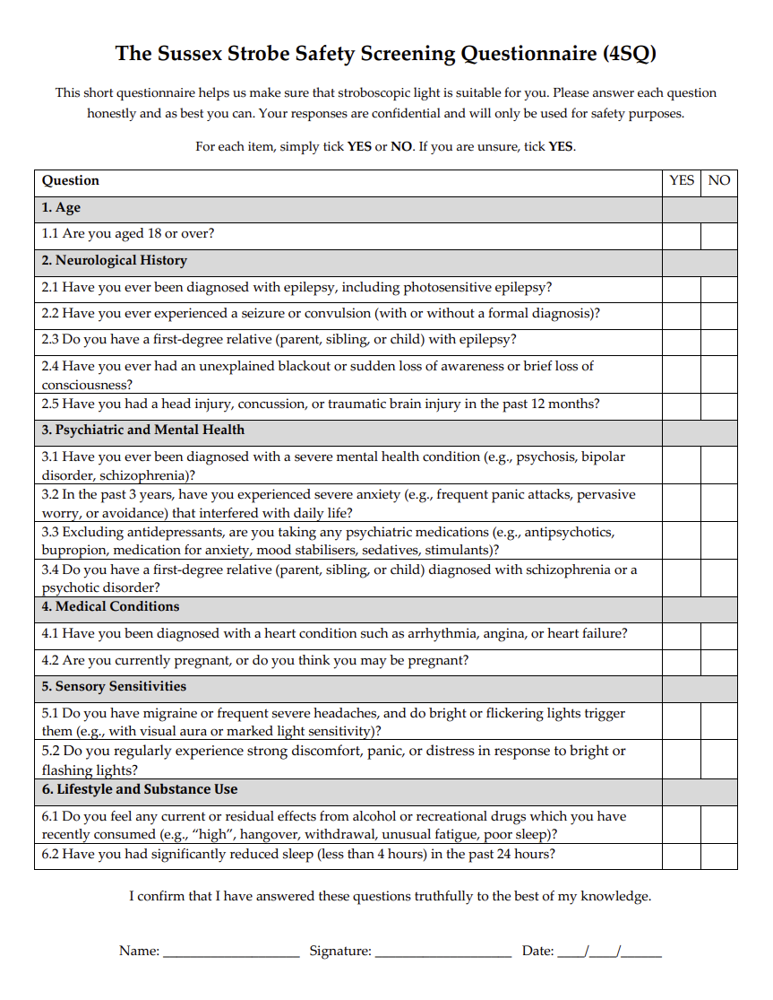 The Sussex Strobe Safety Screening Questionnaire (4SQ)
This short questionnaire helps us make sure that stroboscopic light is suitable for you. Please answer each question
honestly and as best you can. Your responses are confidential and will only be used for safety purposes.
For each item, simply tick YES or NO. If you are unsure, tick YES.
Question YES NO
1. Age
1.1 Are you aged 18 or over?
2. Neurological History
2.1 Have you ever been diagnosed with epilepsy, including photosensitive epilepsy?
2.2 Have you ever experienced a seizure or convulsion (with or without a formal diagnosis)?
2.3 Do you have a first-degree relative (parent, sibling, or child) with epilepsy?
2.4 Have you ever had an unexplained blackout or sudden loss of awareness or brief loss of
consciousness?
2.5 Have you had a head injury, concussion, or traumatic brain injury in the past 12 months?
3. Psychiatric and Mental Health
3.1 Have you ever been diagnosed with a severe mental health condition (e.g., psychosis, bipolar
disorder, schizophrenia)?
3.2 In the past 3 years, have you experienced severe anxiety (e.g., frequent panic attacks, pervasive
worry, or avoidance) that interfered with daily life?
3.3 Excluding antidepressants, are you taking any psychiatric medications (e.g., antipsychotics,
bupropion, medication for anxiety, mood stabilisers, sedatives, stimulants)?
3.4 Do you have a first-degree relative (parent, sibling, or child) diagnosed with schizophrenia or a
psychotic disorder?
4. Medical Conditions
4.1 Have you been diagnosed with a heart condition such as arrhythmia, angina, or heart failure?
4.2 Are you currently pregnant, or do you think you may be pregnant?
5. Sensory Sensitivities
5.1 Do you have migraine or frequent severe headaches, and do bright or flickering lights trigger
them (e.g., with visual aura or marked light sensitivity)?
5.2 Do you regularly experience strong discomfort, panic, or distress in response to bright or
flashing lights?
6. Lifestyle and Substance Use
6.1 Do you feel any current or residual effects from alcohol or recreational drugs which you have
recently consumed (e.g., “high”, hangover, withdrawal, unusual fatigue, poor sleep)?
6.2 Have you had significantly reduced sleep (less than 4 hours) in the past 24 hours?
I confirm that I have answered these questions truthfully to the best of my knowledge.
Name: ____________________ Signature: ____________________ Date: ____/____/______